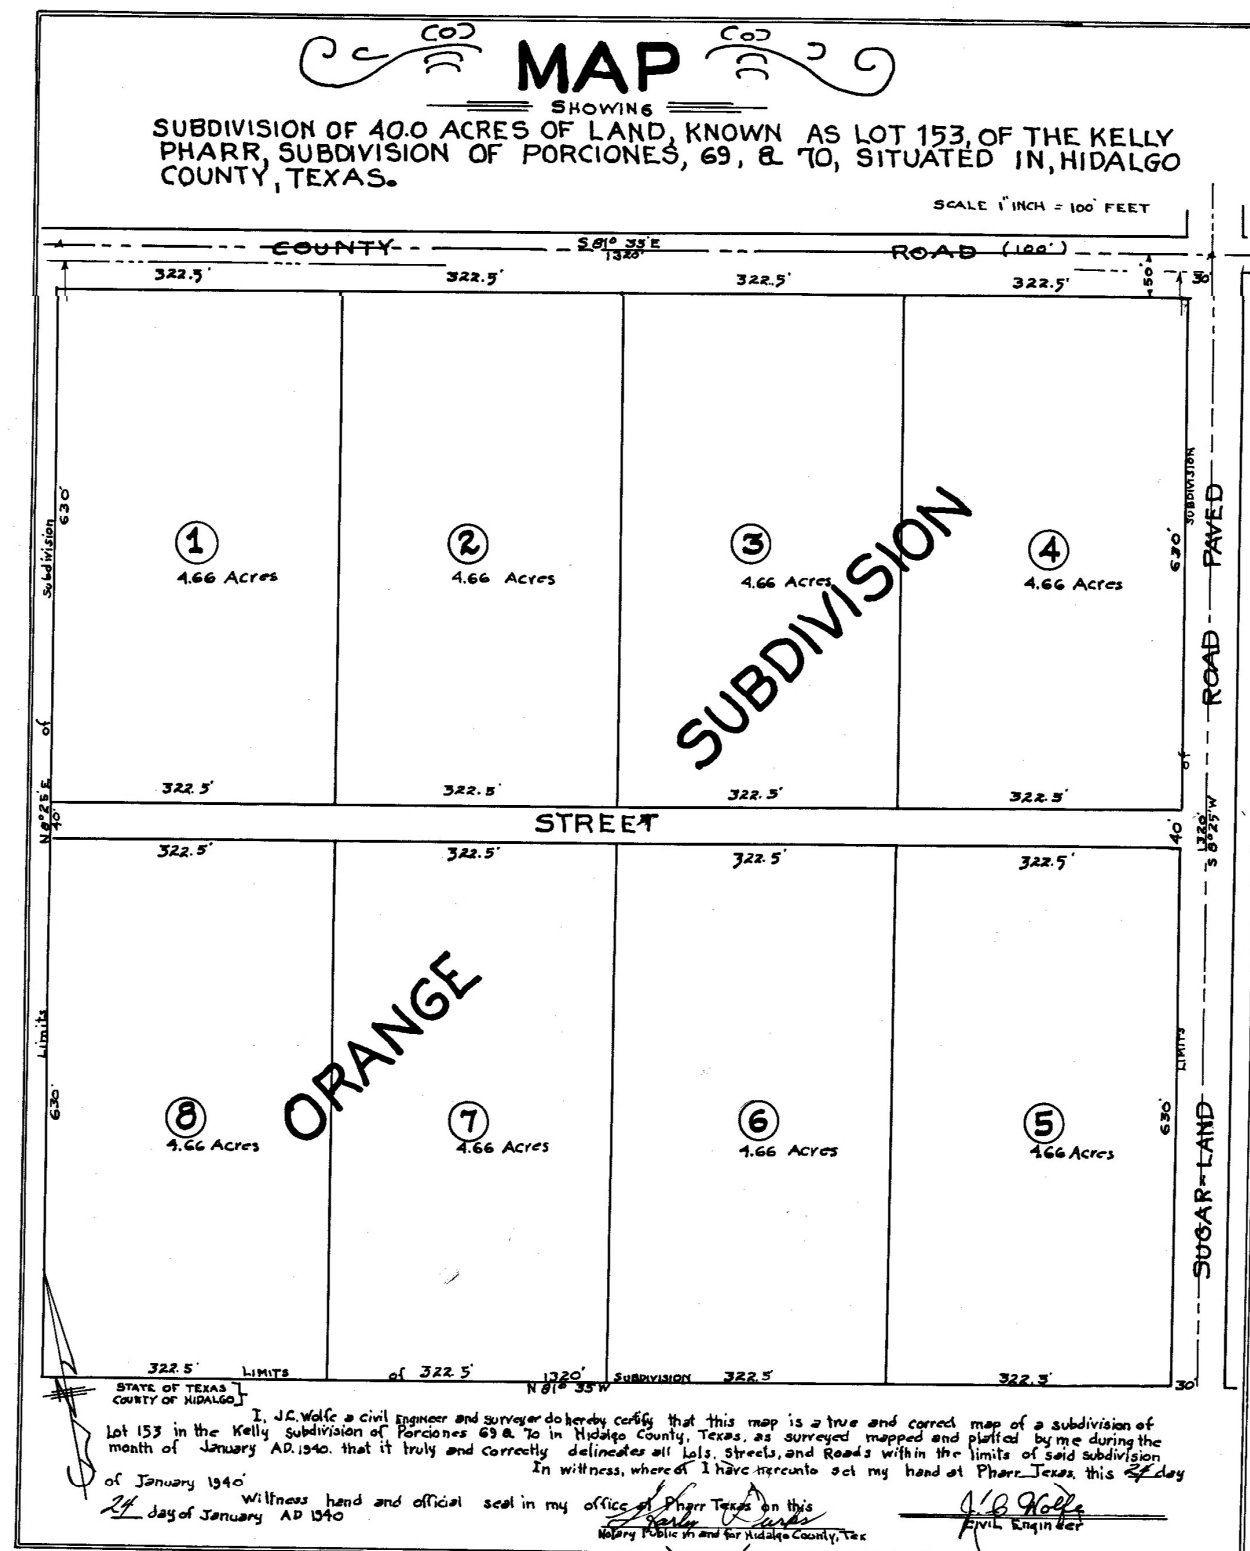 MAP
SHOWING
SUBDIVISION OF 40.0 ACRES OF LAND, KNOWN AS LOT 153, OF THE KELLY
PHARR, SUBDIVISION OF PORCIONES, 69, & 70, SITUATED IN, HIDALGO
COUNTY, TEXAS.
SCALE 1" INCH = 100' FEET
COUNTY S 81° 35' E ROAD (100')
1320'
322.5' 322.5' 322.5' 322.5' 50' 30'
630'
Subdivision
of
N 8° 25' E
40'
Limits
630'
1
4.66 Acres
2
4.66 Acres
3
4.66 Acres
4
4.66 Acres
630'
SUBDIVISION
of
SUBDIVISION
322.5' 322.5' 322.5' 322.5'
STREET
40'
322.5' 322.5' 322.5' 322.5'
ORANGE
8
4.66 Acres
7
4.66 Acres
6
4.66 Acres
5
4.66 Acres
630'
LIMITS
SUGAR-LAND ROAD - PAVED
1320'
S 8° 25' W
322.5' LIMITS of 322.5' 1320' SUBDIVISION 322.5 322.5' 30'
N 81° 35' W
STATE OF TEXAS
COUNTY OF HIDALGO
I, J.C. Wolfe a civil Engineer and surveyor do hereby certify that this map is a true and correct map of a subdivision of
Lot 153 in the Kelly Subdivision of Porciones 69 & 70 in Hidalgo County, Texas, as surveyed mapped and platted by me during the
month of January AD. 1940. that it truly and correctly delineates all Lots, Streets, and Roads within the limits of said subdivision
In wittness, where of I have hereunto set my hand at Pharr Texas, this 24 day
of January 1940
Wittness hand and official seal in my office at Pharr Texas on this
24 day of January AD 1940
Notary Public in and for Hidalgo County, Tex
J. C. Wolfe
Civil Engineer